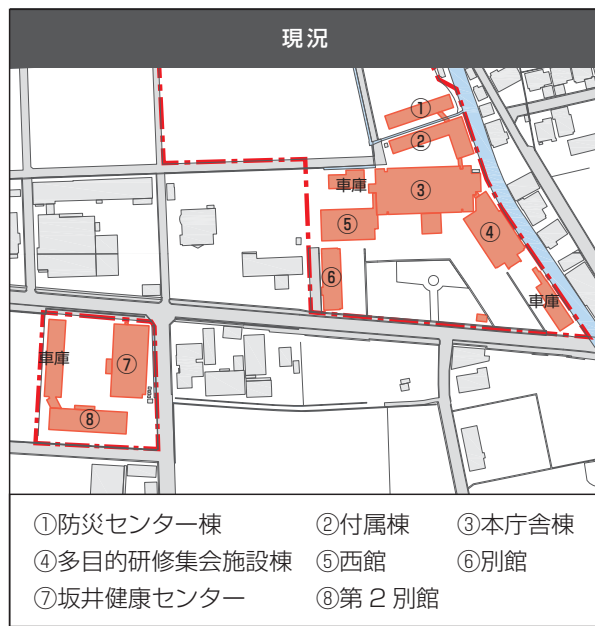 現況
①
②
車庫
③
⑤
④
⑥
車庫
車庫
⑦
⑧
①防災センター棟 ②付属棟 ③本庁舎棟
④多目的研修集会施設棟 ⑤西館 ⑥別館
⑦坂井健康センター ⑧第２別館